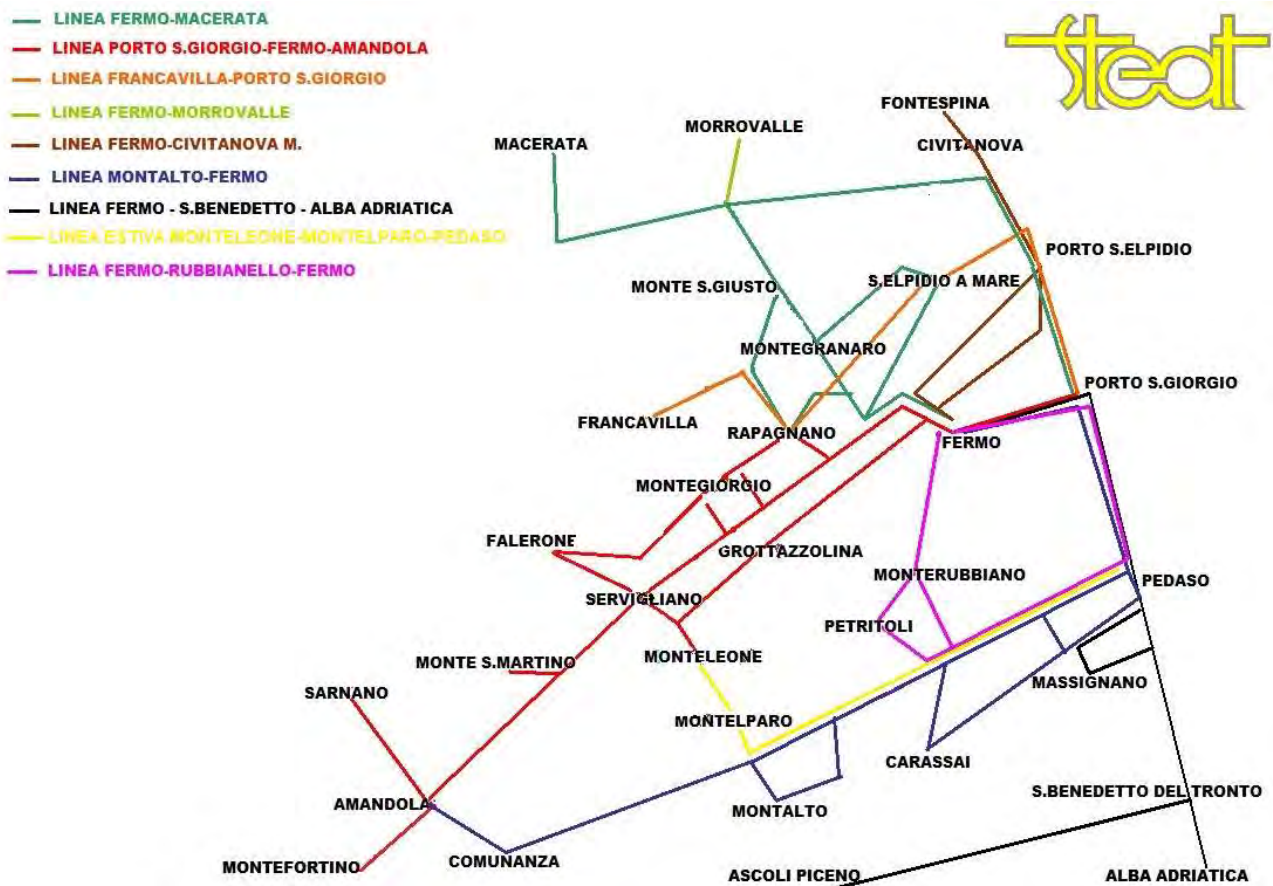 LINEA FERMO-MACERATA
LINEA PORTO S.GIORGIO-FERMO-AMANDOLA
LINEA FRANCAVILLA-PORTO S.GIORGIO
LINEA FERMO-MORROVALLE
LINEA FERMO-CIVITANOVA M.
LINEA MONTALTO-FERMO
LINEA FERMO - S.BENEDETTO - ALBA ADRIATICA
LINEA ESTIVA MONTELEONE-MONTELPARO-PEDASO
LINEA FERMO-RUBBIANELLO-FERMO
steat
FONTESPINA
MORROVALLE
MACERATA
CIVITANOVA
PORTO S.ELPIDIO
S.ELPIDIO A MARE
MONTE S.GIUSTO
MONTEGRANARO
PORTO S.GIORGIO
FRANCAVILLA
RAPAGNANO
FERMO
MONTEGIORGIO
FALERONE
GROTTAZZOLINA
MONTERUBBIANO
PEDASO
SERVIGLIANO
PETRITOLI
MONTELEONE
MONTE S.MARTINO
MASSIGNANO
SARNANO
MONTELPARO
CARASSAI
S.BENEDETTO DEL TRONTO
AMANDOLA
MONTALTO
COMUNANZA
MONTEFORTINO
ASCOLI PICENO
ALBA ADRIATICA